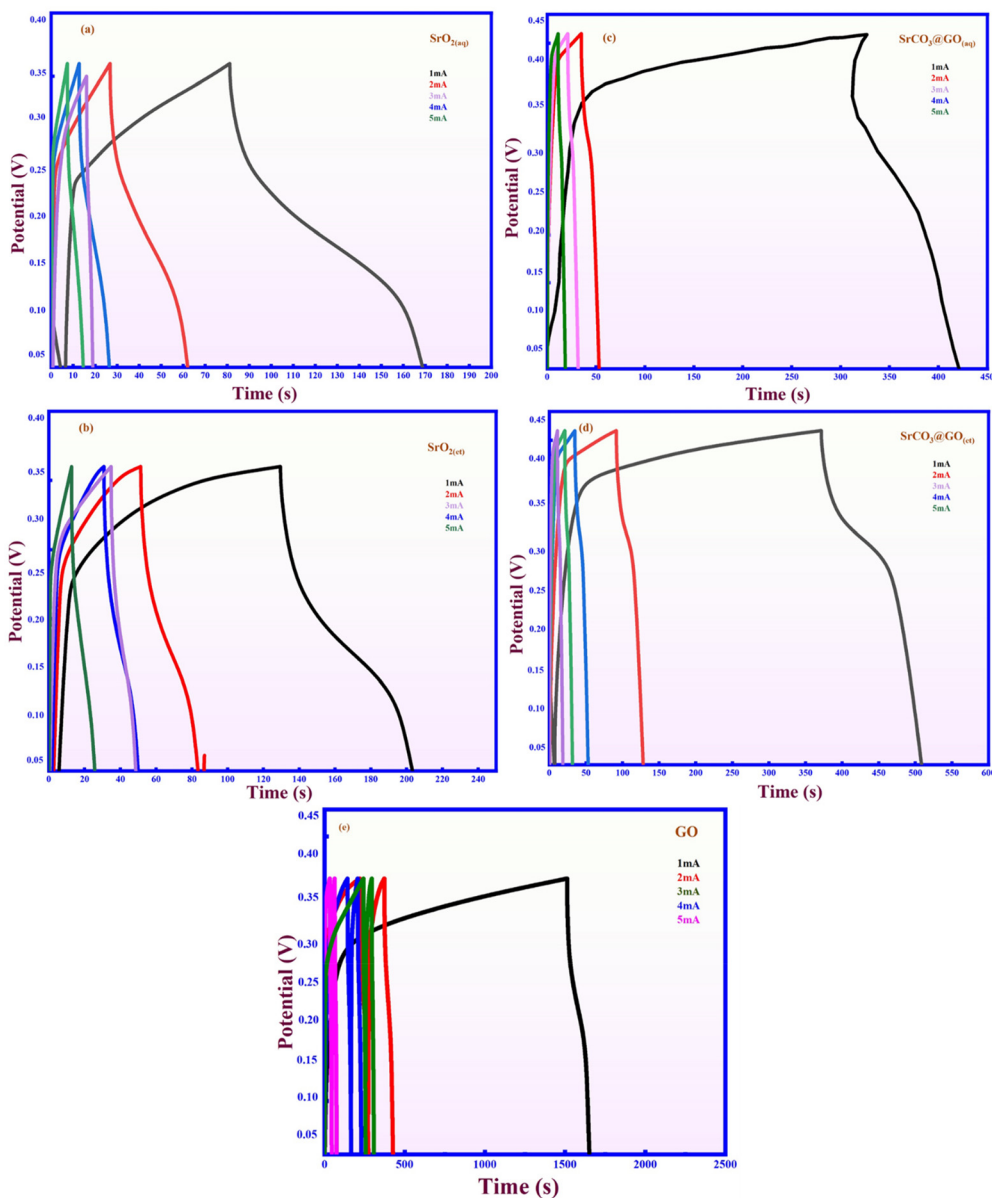 (a)
SrO2(aq)
1mA
2mA
3mA
4mA
5mA
Potential (V)
0.40
0.35
0.30
0.25
0.20
0.15
0.10
0.05
0 10 20 30 40 50 60 70 80 90 100 110 120 130 140 150 160 170 180 190 200
Time (s)
(c)
SrCO3@GO(aq)
1mA
2mA
3mA
4mA
5mA
Potential (V)
0.45
0.40
0.35
0.30
0.25
0.20
0.15
0.10
0.05
0 50 100 150 200 250 300 350 400 450
Time (s)
(b)
SrO2(et)
1mA
2mA
3mA
4mA
5mA
Potential (V)
0.40
0.35
0.30
0.25
0.20
0.15
0.10
0.05
0 20 40 60 80 100 120 140 160 180 200 220 240
Time (s)
(d)
SrCO3@GO(et)
1mA
2mA
3mA
4mA
5mA
Potential (V)
0.45
0.40
0.35
0.30
0.25
0.20
0.15
0.10
0.05
0 50 100 150 200 250 300 350 400 450 500 550 600
Time (s)
(e)
GO
1mA
2mA
3mA
4mA
5mA
Potential (V)
0.45
0.40
0.35
0.30
0.25
0.20
0.15
0.10
0.05
0 500 1000 1500 2000 2500
Time (s)